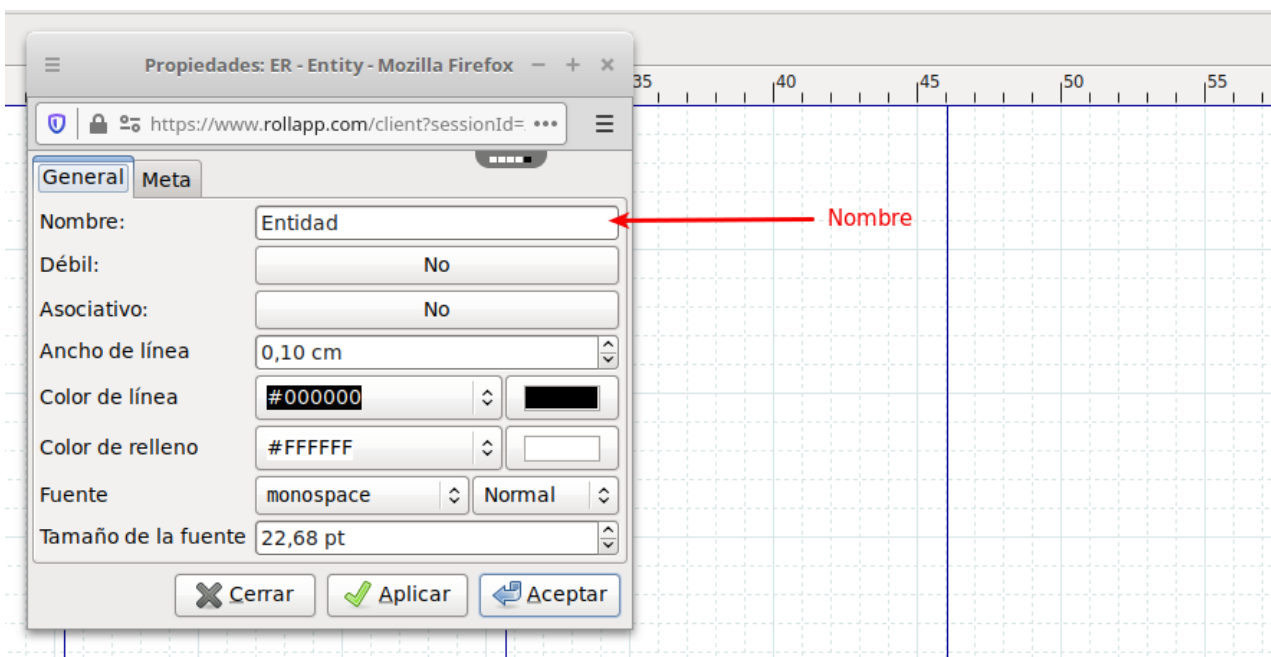 Propiedades: ER - Entity - Mozilla Firefox
35 40 45 50 55
https://www.rollapp.com/client?sessionId=
General Meta
Nombre: Entidad
Nombre
Débil: No
Asociativo: No
Ancho de línea 0,10 cm
Color de línea #000000
Color de relleno #FFFFFF
Fuente monospace Normal
Tamaño de la fuente 22,68 pt
Cerrar Aplicar Aceptar